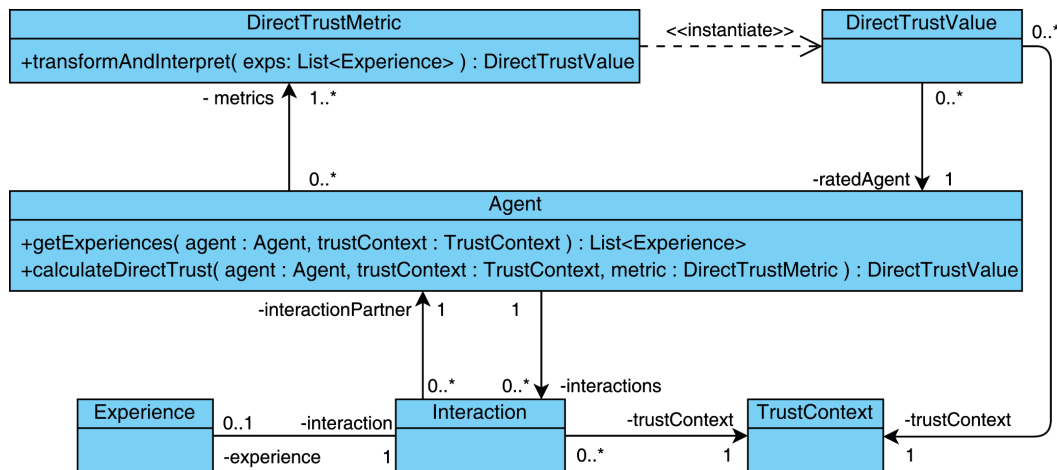 DirectTrustMetric
<<instantiate>>
DirectTrustValue
0..*
+transformAndInterpret( exps: List<Experience> ) : DirectTrustValue
- metrics
1..*
0..*
0..*
-ratedAgent
1
Agent
+getExperiences( agent : Agent, trustContext : TrustContext ) : List<Experience>
+calculateDirectTrust( agent : Agent, trustContext : TrustContext, metric : DirectTrustMetric ) : DirectTrustValue
-interactionPartner
1
1
0..*
0..*
-interactions
Experience
Interaction
TrustContext
0..1
-interaction
-trustContext
-trustContext
-experience
1
0..*
1
1